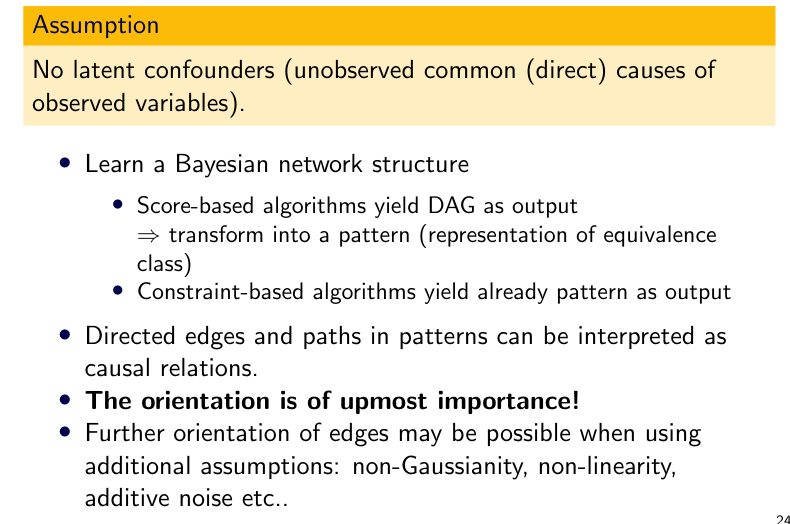 Assumption
No latent confounders (unobserved common (direct) causes of
observed variables).
• Learn a Bayesian network structure
• Score-based algorithms yield DAG as output
⇒ transform into a pattern (representation of equivalence
class)
• Constraint-based algorithms yield already pattern as output
• Directed edges and paths in patterns can be interpreted as
causal relations.
• The orientation is of upmost importance!
• Further orientation of edges may be possible when using
additional assumptions: non-Gaussianity, non-linearity,
additive noise etc..
24